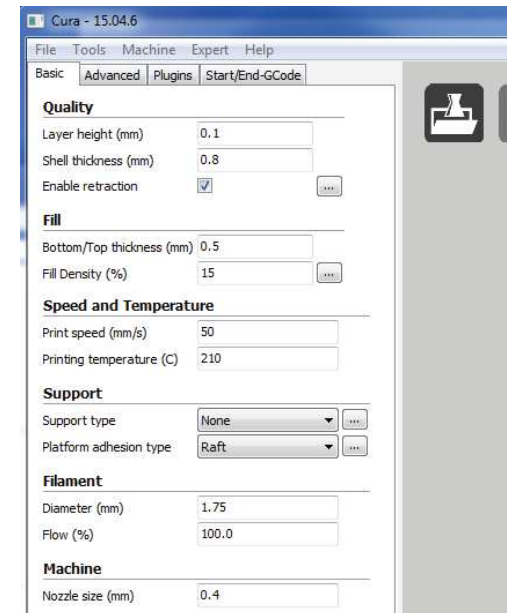 Cura - 15.04.6
File Tools Machine Expert Help
Basic Advanced Plugins Start/End-GCode
Quality
Layer height (mm) 0.1
Shell thickness (mm) 0.8
Enable retraction ...
Fill
Bottom/Top thickness (mm) 0.5
Fill Density (%) 15 ...
Speed and Temperature
Print speed (mm/s) 50
Printing temperature (C) 210
Support
Support type None ...
Platform adhesion type Raft ...
Filament
Diameter (mm) 1.75
Flow (%) 100.0
Machine
Nozzle size (mm) 0.4